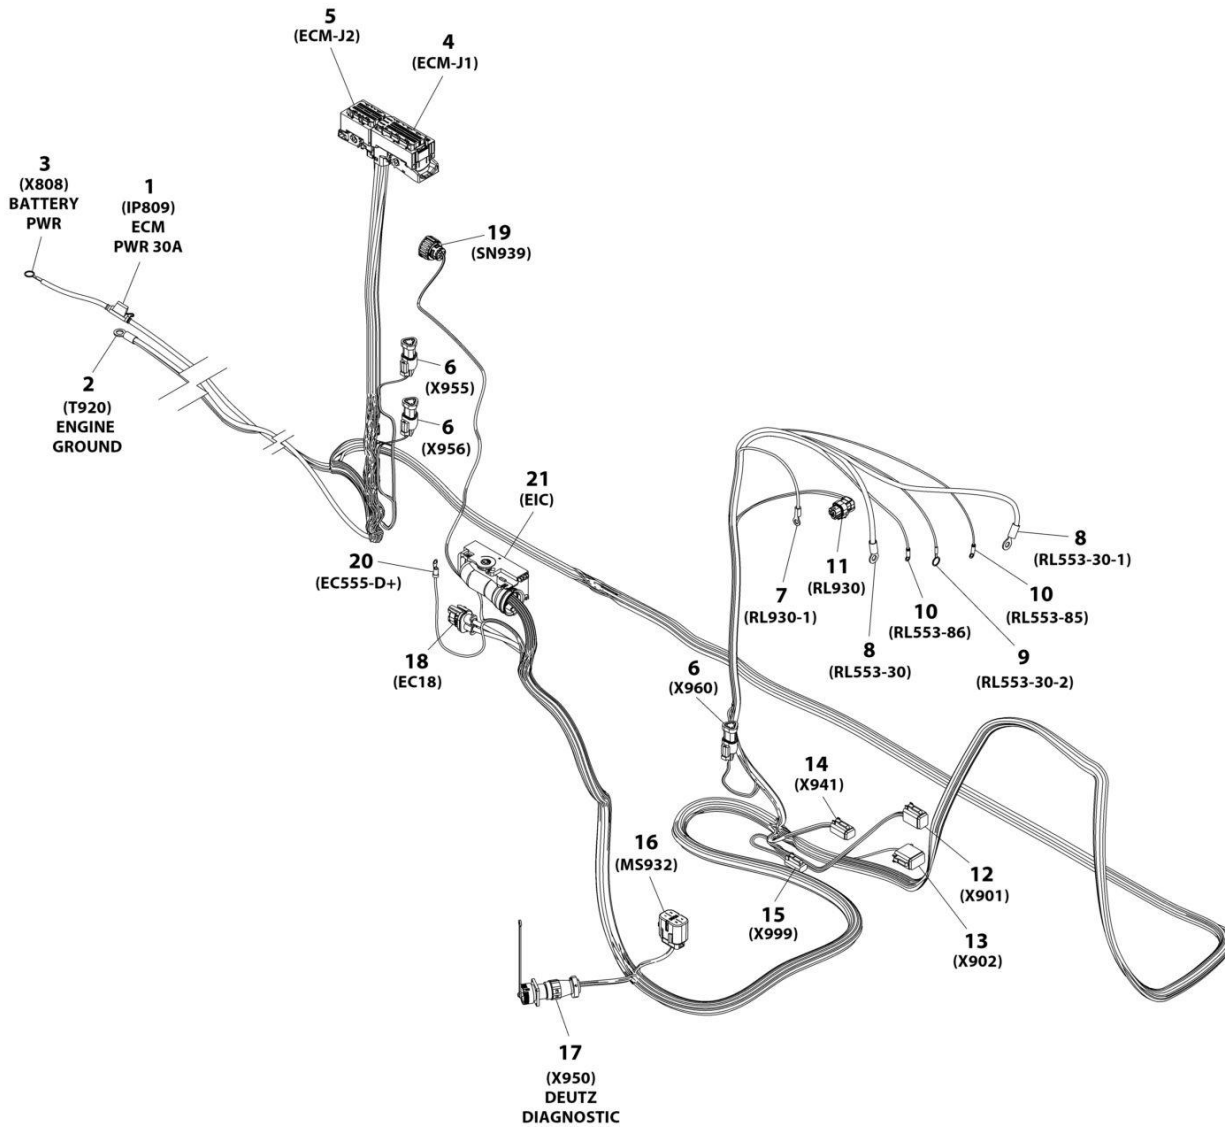 5
(ECM-J2)
4
(ECM-J1)
3
(X808)
BATTERY
PWR
1
(IP809)
ECM
PWR 30A
19
(SN939)
2
(T920)
ENGINE
GROUND
6
(X955)
6
(X956)
21
(EIC)
20
(EC555-D+)
18
(EC18)
7
(RL930-1)
11
(RL930)
8
(RL553-30)
10
(RL553-86)
9
(RL553-30-2)
10
(RL553-85)
8
(RL553-30-1)
6
(X960)
14
(X941)
12
(X901)
13
(X902)
15
(X999)
16
(MS932)
17
(X950)
DEUTZ
DIAGNOSTIC